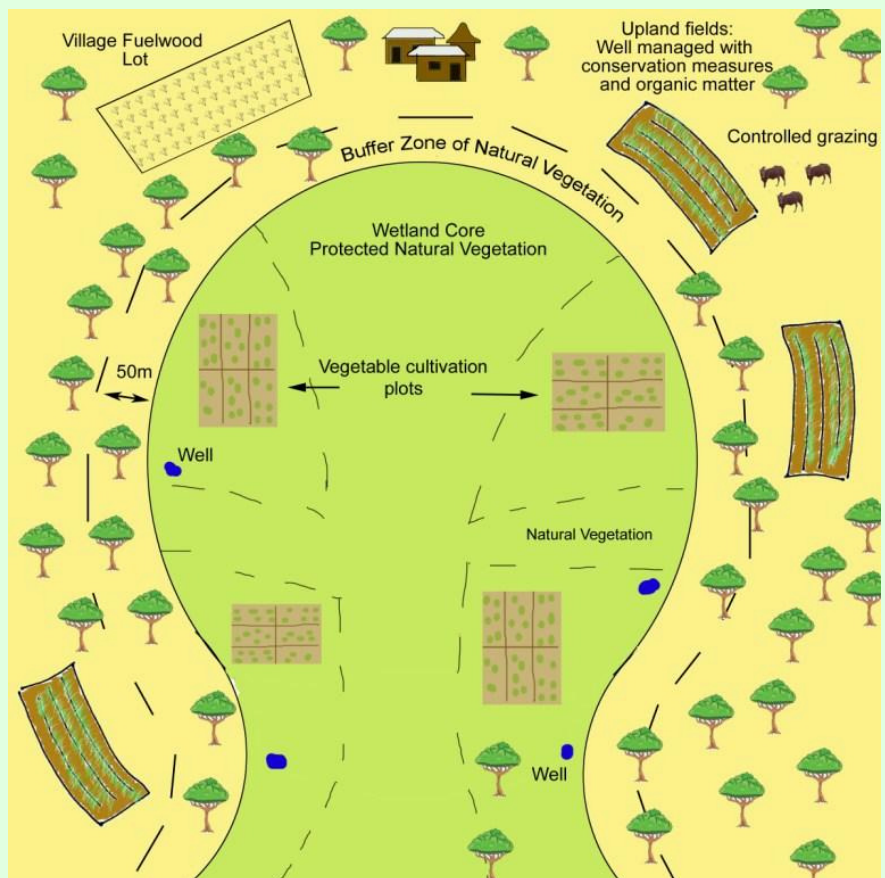 Village Fuelwood
Lot
Upland fields:
Well managed with
conservation measures
and organic matter
Controlled grazing
Buffer Zone of Natural Vegetation
Wetland Core
Protected Natural Vegetation
50m
Vegetable cultivation
plots
Well
Natural Vegetation
Well